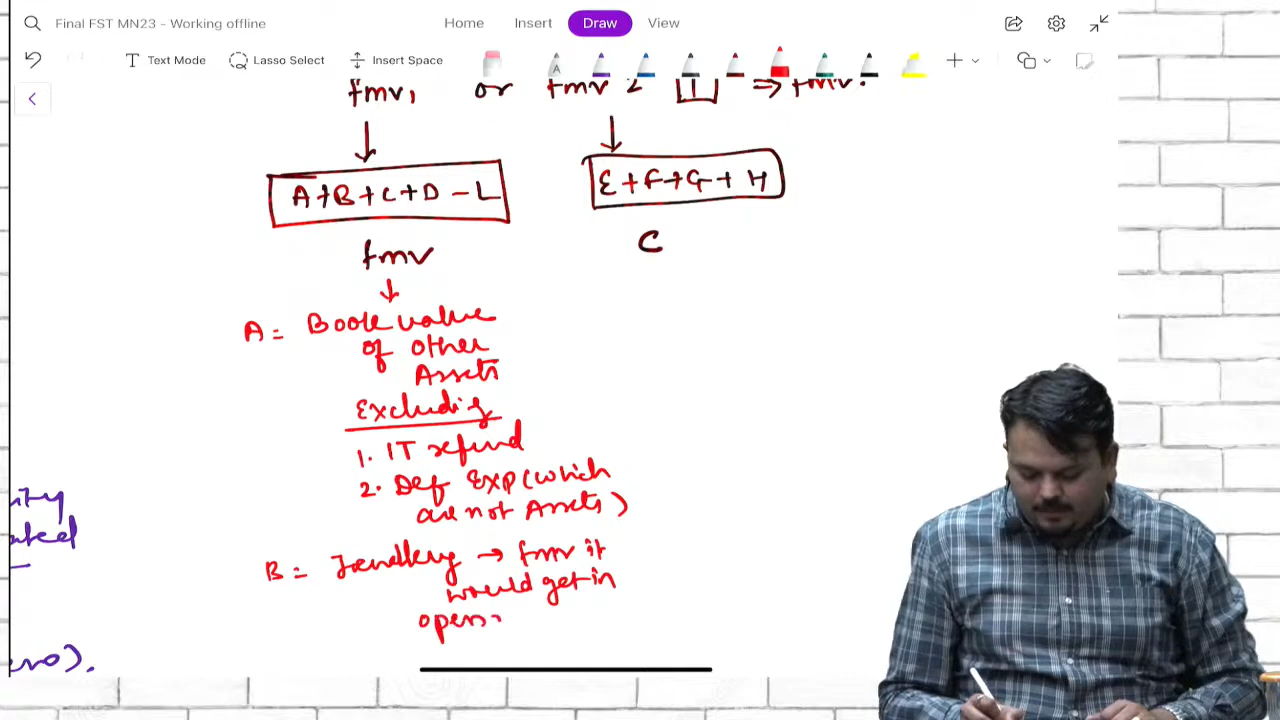 Final FST MN23 - Working offline
Home Insert Draw View
Text Mode Lasso Select Insert Space
fmv1 or fmv 2 ⇒ fmv.
A+B+C+D-L
E+F+G+H
fmv
C
A = Book value
of other
Assets
Excluding
1. IT refund
2. Def Exp (which
are not Assets)
B = Jewellery → fmv it
would get in
open